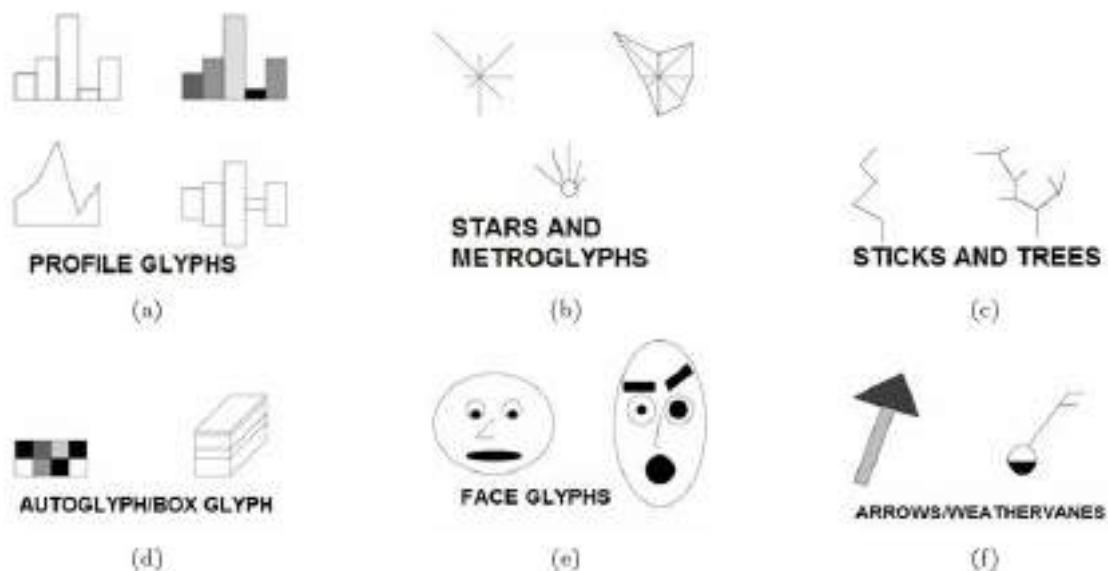 PROFILE GLYPHS
(a)
STARS AND
METROGLYPHS
(b)
STICKS AND TREES
(c)
AUTOGLYPH/BOX GLYPH
(d)
FACE GLYPHS
(e)
ARROWS/WEATHERVANES
(f)